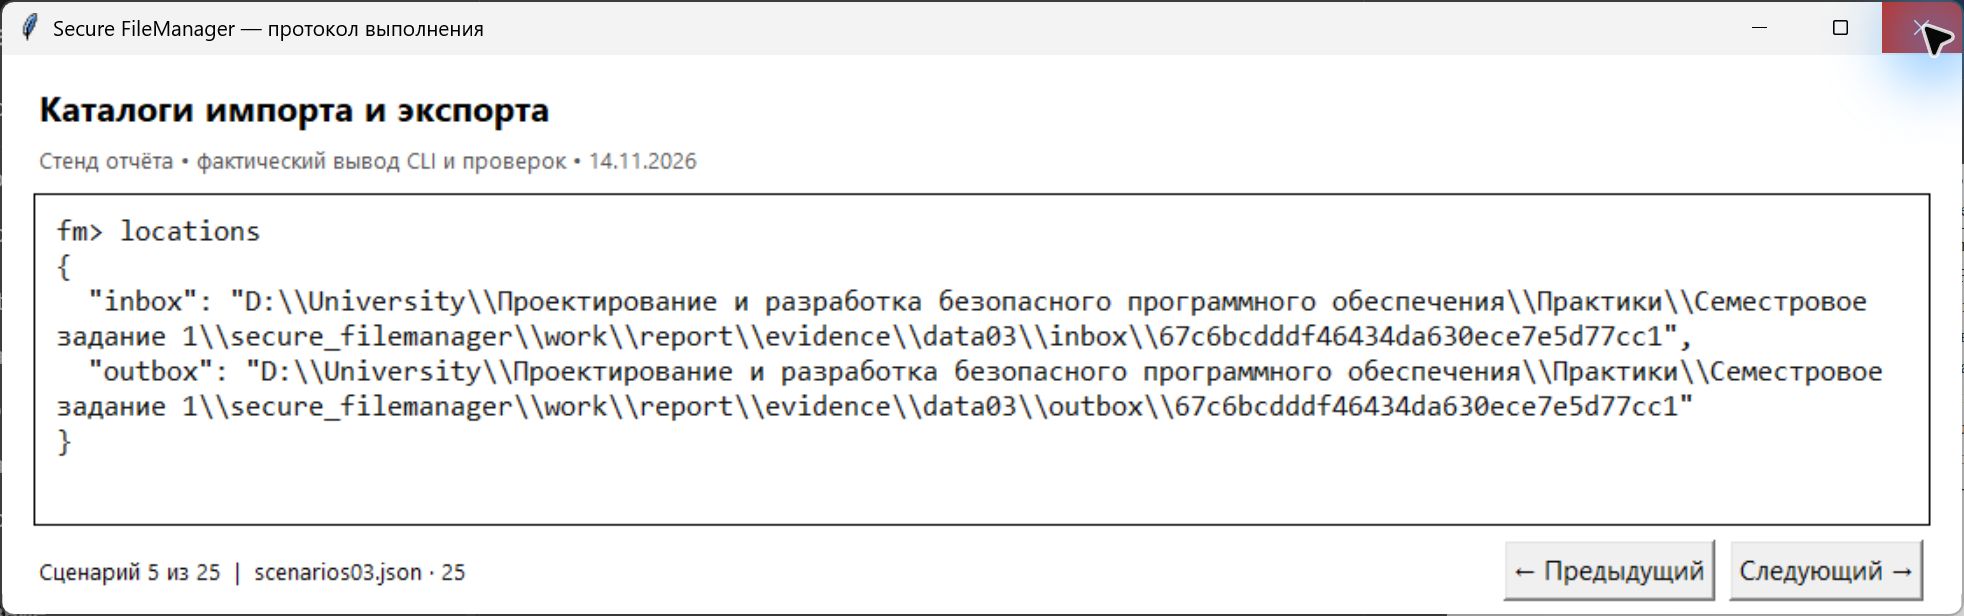 Secure FileManager — протокол выполнения
Каталоги импорта и экспорта
Стенд отчёта • фактический вывод CLI и проверок • 14.11.2026
fm> locations
{
  "inbox": "D:\\University\\Проектирование и разработка безопасного программного обеспечения\\Практики\\Семестровое
задание 1\\secure_filemanager\\work\\report\\evidence\\data03\\inbox\\67c6bcdddf46434da630ece7e5d77cc1",
  "outbox": "D:\\University\\Проектирование и разработка безопасного программного обеспечения\\Практики\\Семестровое
задание 1\\secure_filemanager\\work\\report\\evidence\\data03\\outbox\\67c6bcdddf46434da630ece7e5d77cc1"
}
Сценарий 5 из 25 | scenarios03.json · 25
← Предыдущий
Следующий →